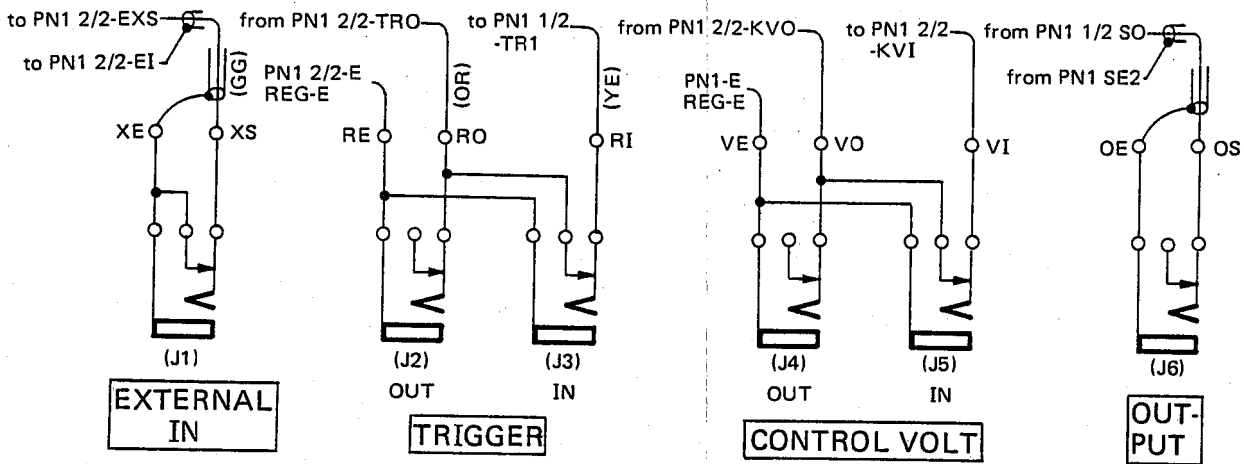 to PN1 2/2-EXS
to PN1 2/2-EI
(GG)
XE
XS
(J1)
EXTERNAL
IN
from PN1 2/2-TRO
PN1 2/2-E
REG-E
(OR)
RE
RO
(J2)
OUT
to PN1 1/2
-TR1
(YE)
RI
(J3)
IN
TRIGGER
from PN1 2/2-KVO
PN1-E
REG-E
VE
VO
(J4)
OUT
to PN1 2/2
-KVI
VI
(J5)
IN
CONTROL VOLT
from PN1 1/2 SO
from PN1 SE2
OE
OS
(J6)
OUT-
PUT